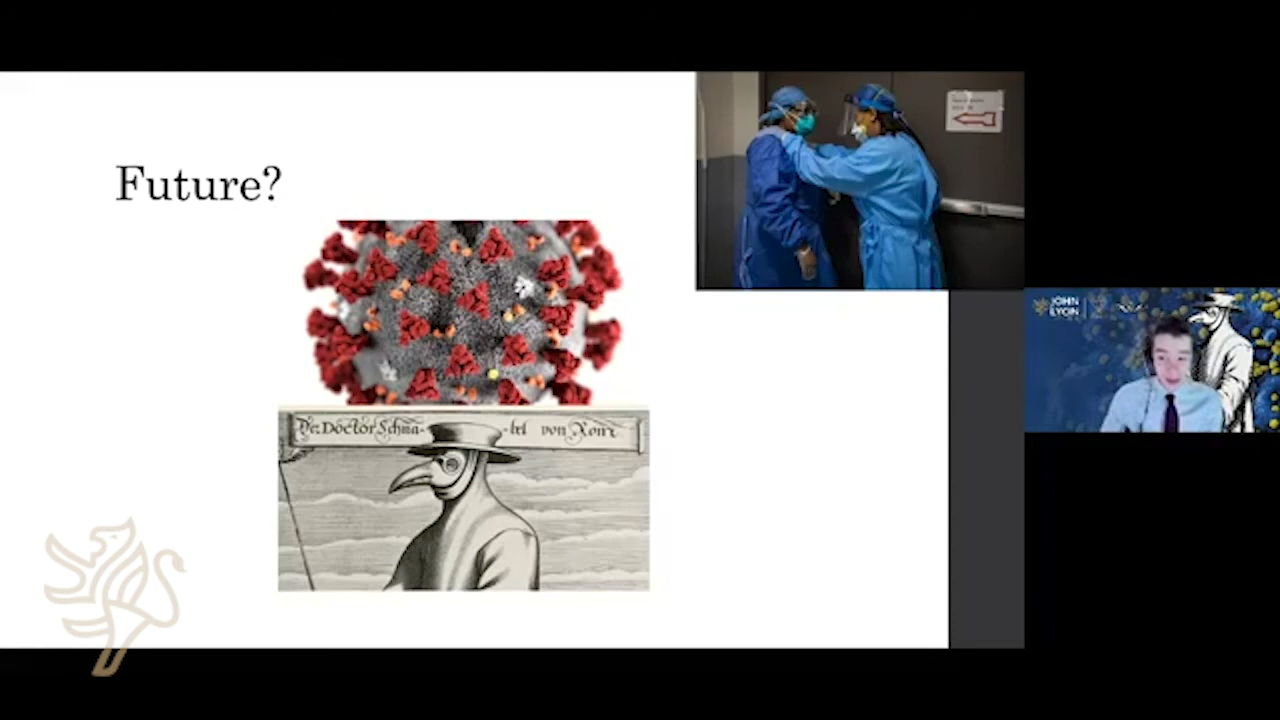 Future?
Der Doctor Schna-
-bel von Rom
JOHN
LYON